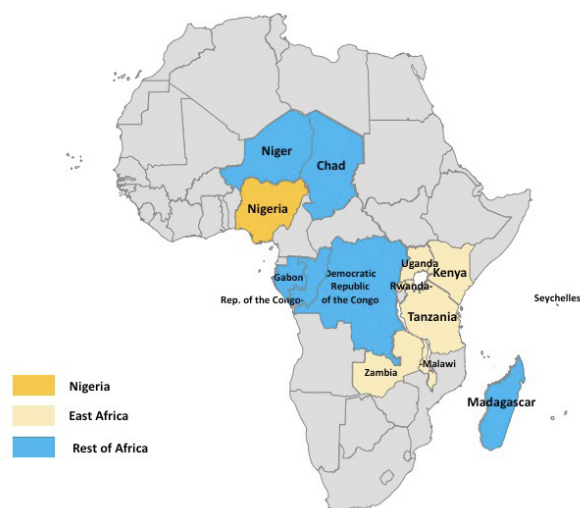 Niger
Chad
Nigeria
Uganda
Kenya
Gabon
Democratic
Republic
of the Congo
Rwanda-
Rep. of the Congo-
Seychelles
Tanzania
-Malawi
Zambia
Madagascar
Nigeria
East Africa
Rest of Africa